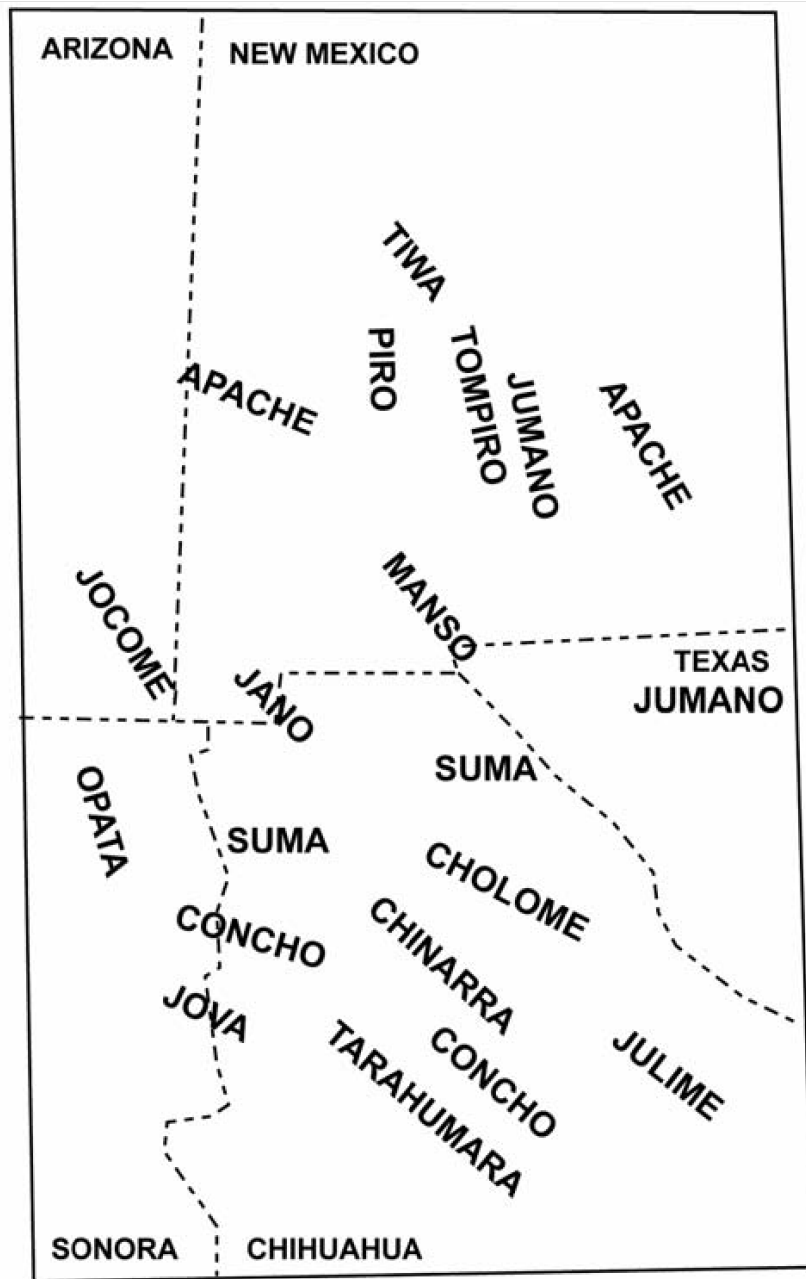 ARIZONA
NEW MEXICO
TIWA
PIRO
TOMPIRO
JUMANO
APACHE
APACHE
MANSO
JOCOME
JANO
TEXAS
JUMANO
SUMA
OPATA
SUMA
CHOLOME
CONCHO
CHINARRA
JOVA
TARAHUMARA
CONCHO
JULIME
SONORA
CHIHUAHUA